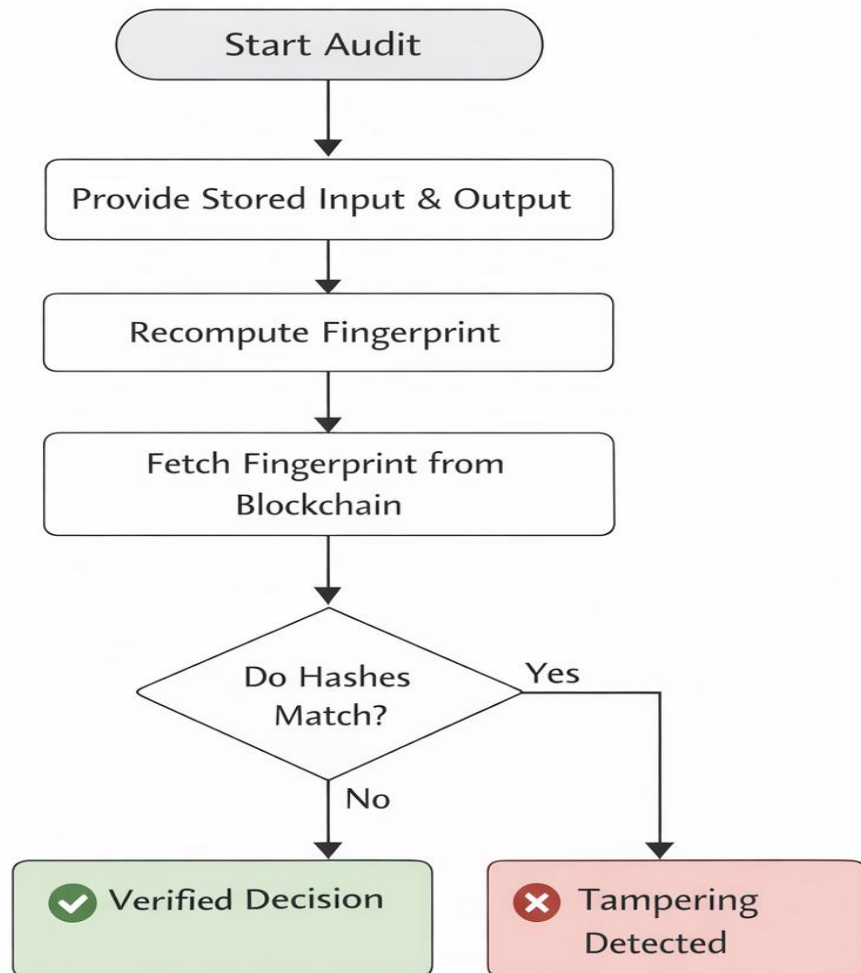 Start Audit
Provide Stored Input & Output
Recompute Fingerprint
Fetch Fingerprint from
Blockchain
Do Hashes
Match?
Yes
No
Verified Decision
Tampering
Detected